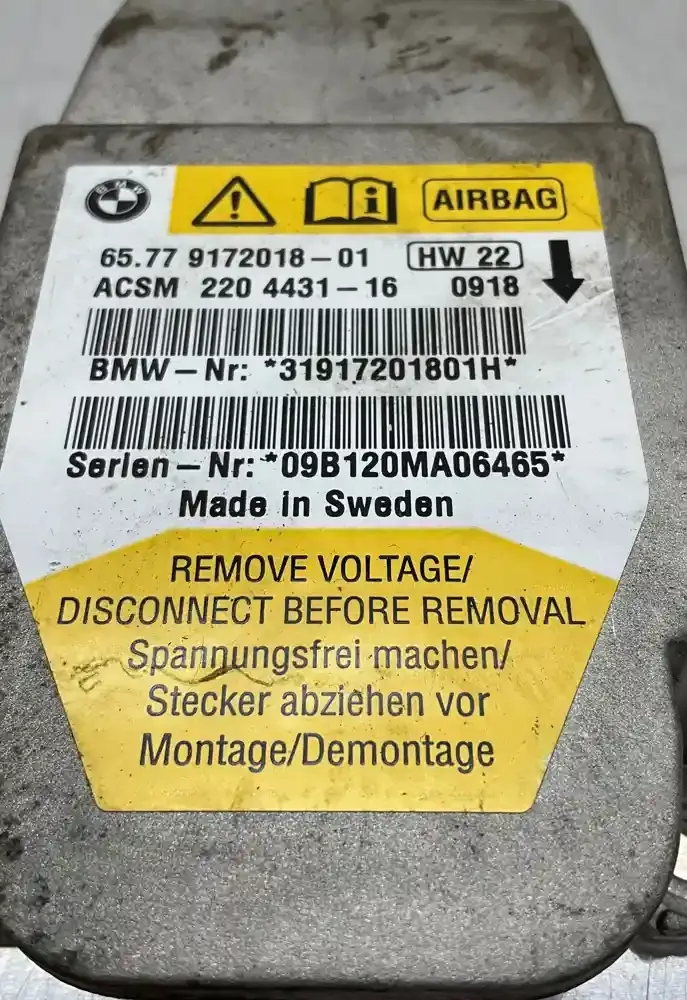 BMW
AIRBAG
65.77 9172018-01 HW 22
ACSM 220 4431-16 0918
BMW-Nr: *31917201801H*
Serien-Nr: *09B120MA06465*
Made in Sweden
REMOVE VOLTAGE/
DISCONNECT BEFORE REMOVAL
Spannungsfrei machen/
Stecker abziehen vor
Montage/Demontage